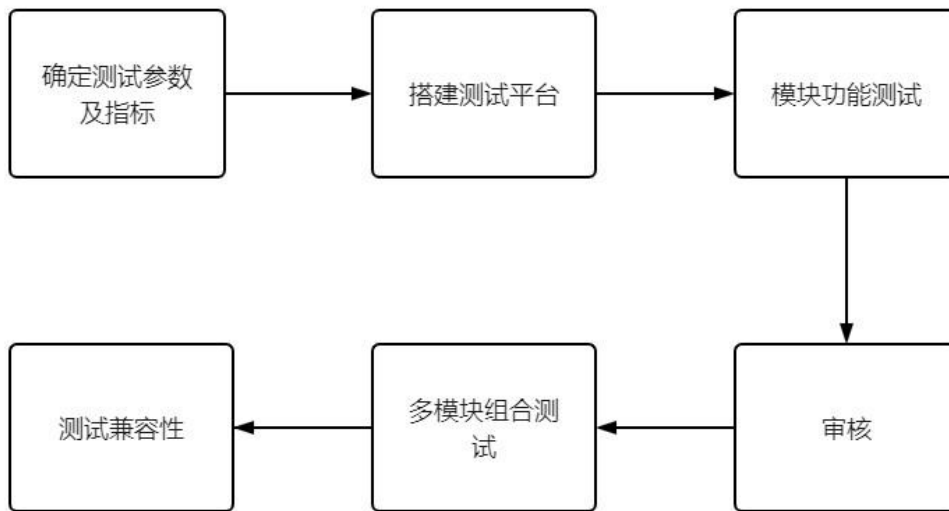 确定测试参数
及指标
搭建测试平台
模块功能测试
审核
多模块组合测
试
测试兼容性